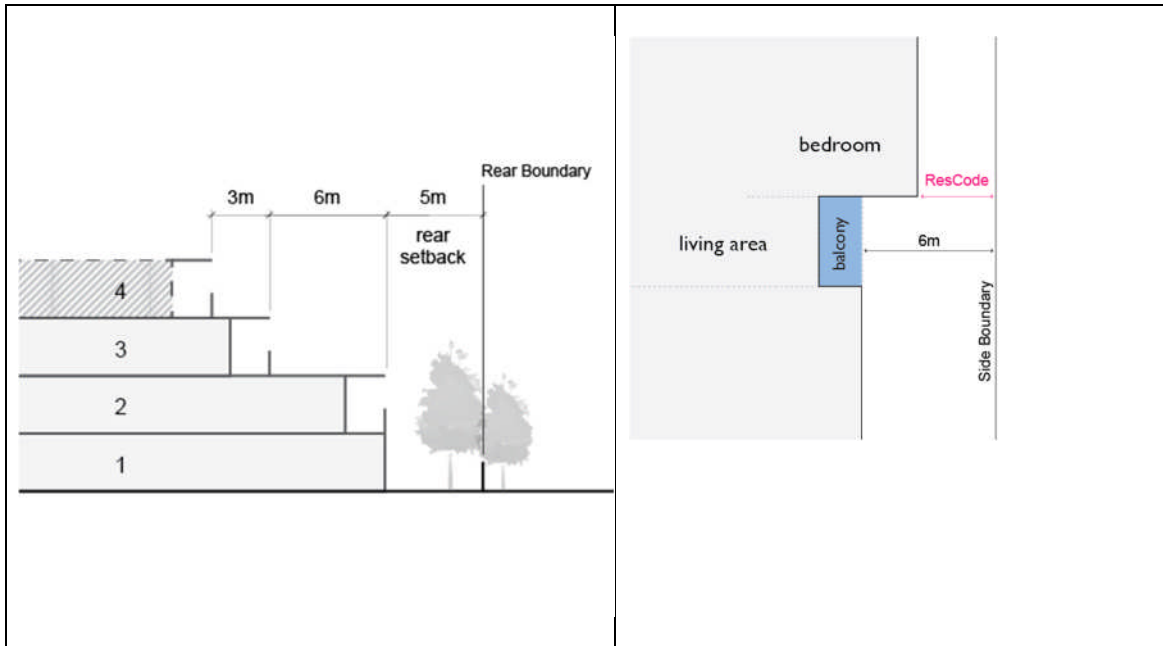 Rear Boundary
3m
6m
5m
rear
setback
4
3
2
1
bedroom
ResCode
living area
balcony
6m
Side Boundary